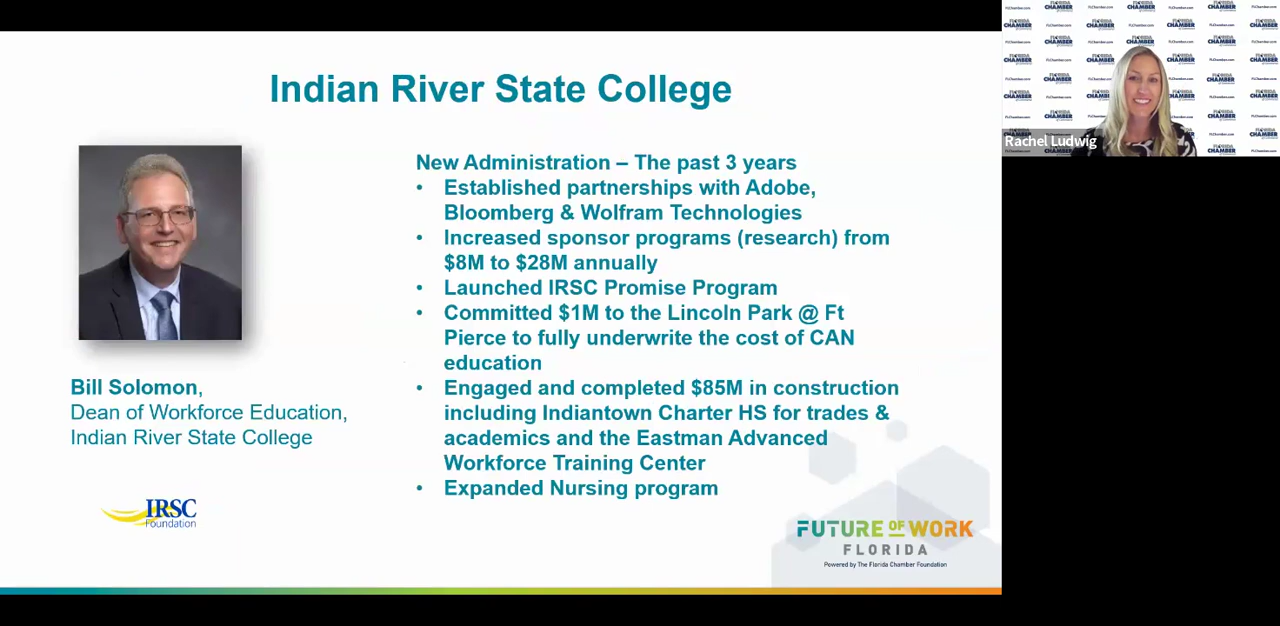 Indian River State College
New Administration – The past 3 years
• Established partnerships with Adobe,
Bloomberg & Wolfram Technologies
• Increased sponsor programs (research) from
$8M to $28M annually
• Launched IRSC Promise Program
• Committed $1M to the Lincoln Park @ Ft
Pierce to fully underwrite the cost of CAN
education
• Engaged and completed $85M in construction
including Indiantown Charter HS for trades &
academics and the Eastman Advanced
Workforce Training Center
• Expanded Nursing program
Bill Solomon,
Dean of Workforce Education,
Indian River State College
IRSC
Foundation
FUTURE OF WORK
FLORIDA
Powered by The Florida Chamber Foundation
FLORIDA
CHAMBER
FLChamber.com
Rachel Ludwig